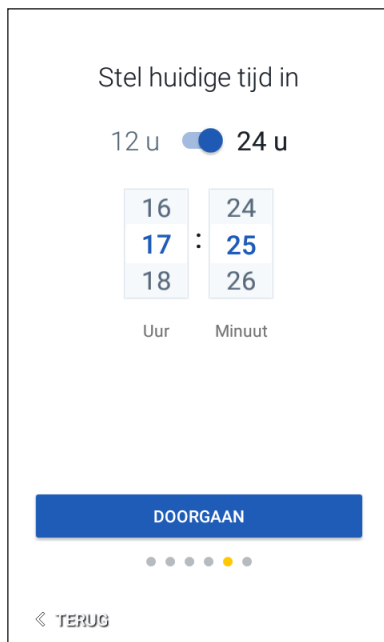 Stel huidige tijd in
12 u 24 u
16 24
17 : 25
18 26
Uur Minuut
DOORGAAN
TERUG